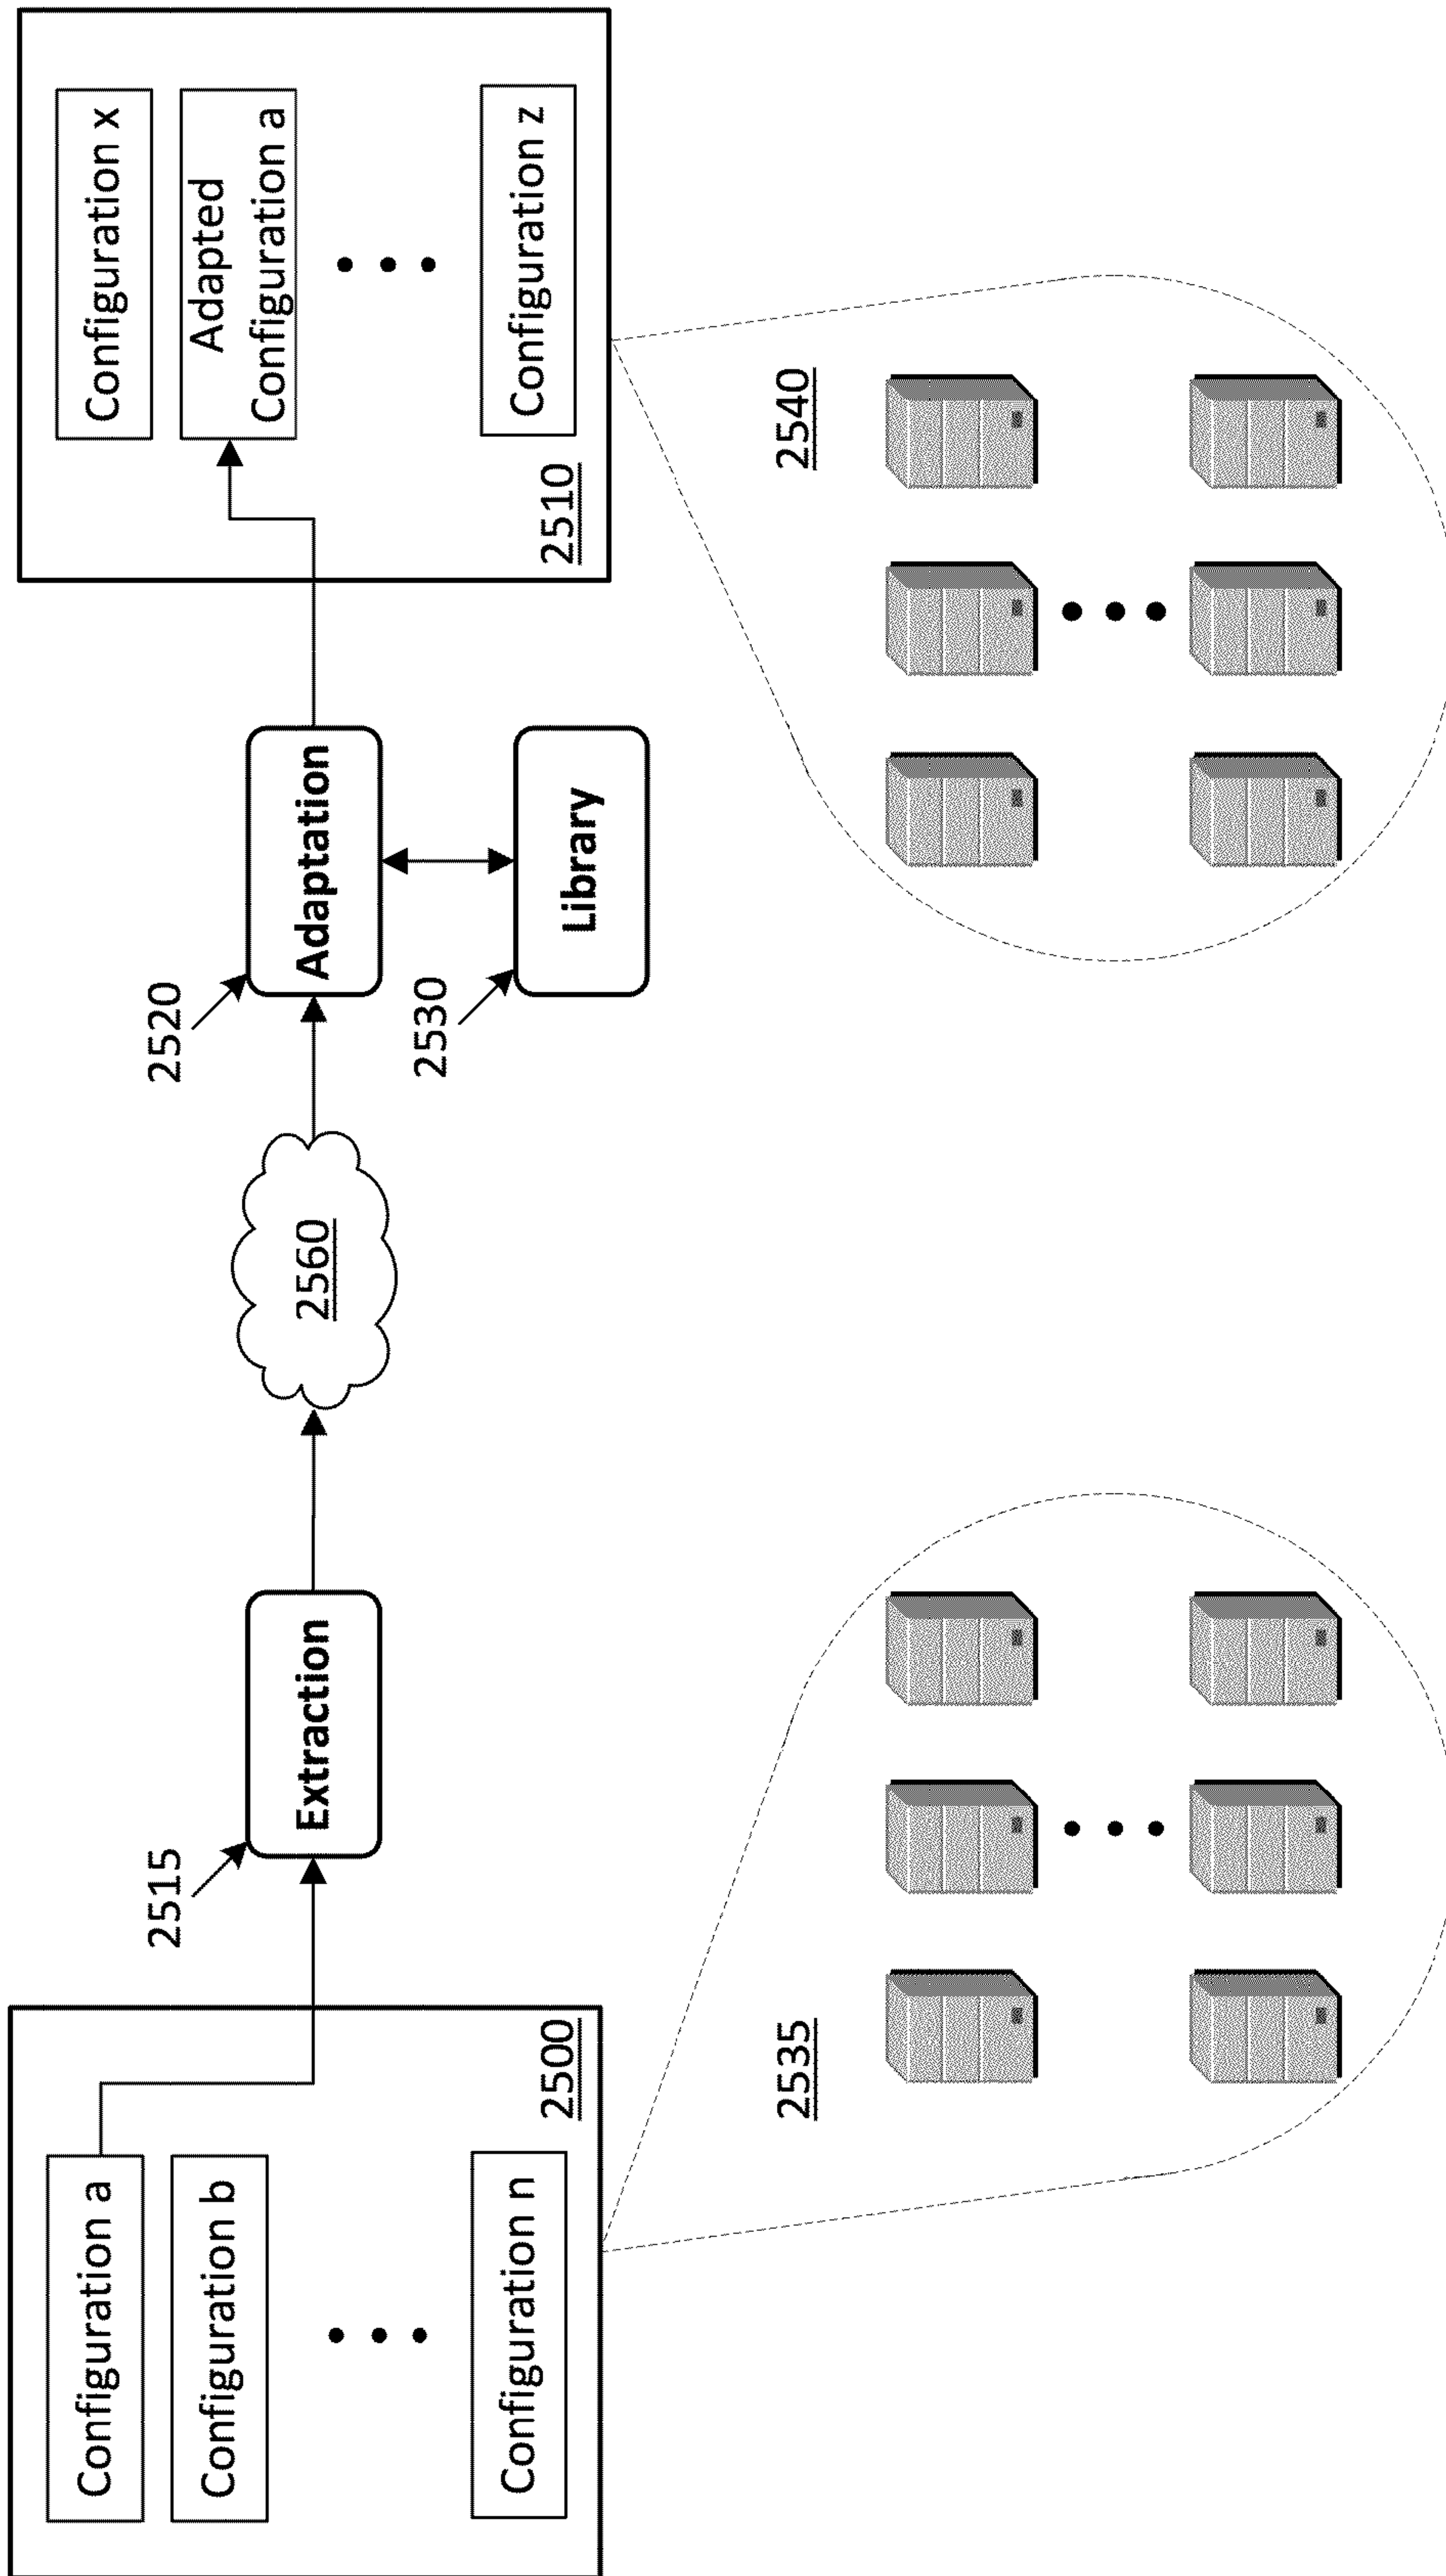 Configuration a
Configuration b
Configuration n
2500
2515
Extraction
2560
2520
Adaptation
2530
Library
Configuration x
Adapted
Configuration a
Configuration z
2510
2535
2540